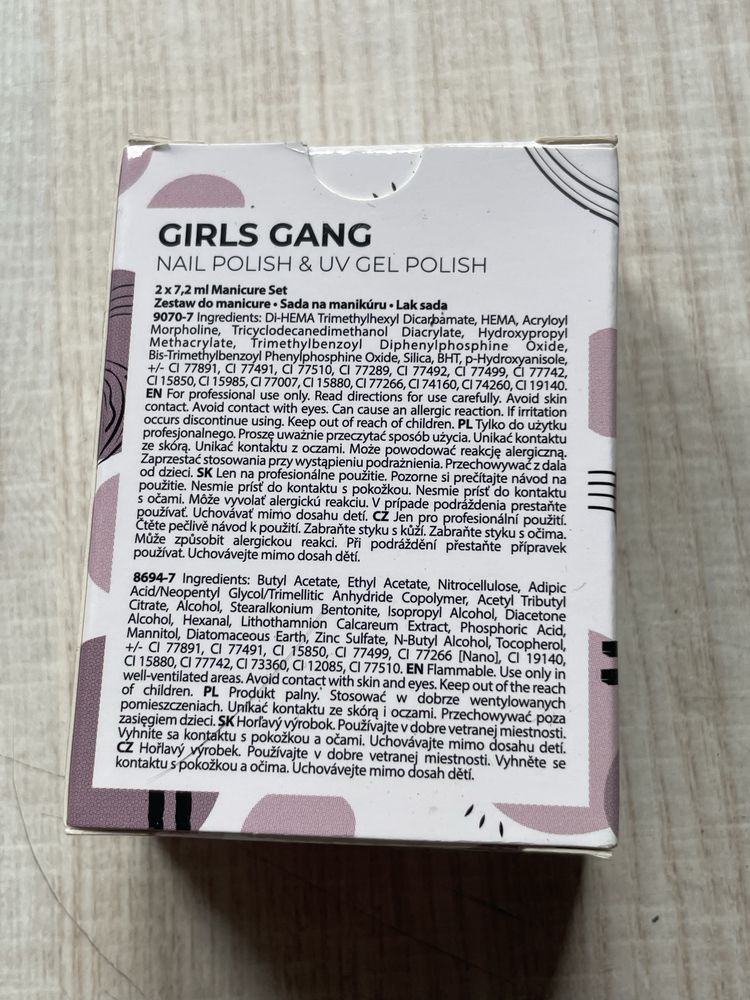 GIRLS GANG
NAIL POLISH & UV GEL POLISH
2 x 7,2 ml Manicure Set
Zestaw do manicure • Sada na manikúru • Lak sada
9070-7 Ingredients: Di-HEMA Trimethylhexyl Dicarbamate, HEMA, Acryloyl
Morpholine, Tricyclodecanedimethanol Diacrylate, Hydroxypropyl
Methacrylate, Trimethylbenzoyl Diphenylphosphine Oxide,
Bis-Trimethylbenzoyl Phenylphosphine Oxide, Silica, BHT, p-Hydroxyanisole,
+/- CI 77891, CI 77491, CI 77510, CI 77289, CI 77492, CI 77499, CI 77742,
CI 15850, CI 15985, CI 77007, CI 15880, CI 77266, CI 74160, CI 74260, CI 19140.
EN For professional use only. Read directions for use carefully. Avoid skin
contact. Avoid contact with eyes. Can cause an allergic reaction. If irritation
occurs discontinue using. Keep out of reach of children. PL Tylko do użytku
profesjonalnego. Proszę uważnie przeczytać sposób użycia. Unikać kontaktu
ze skórą. Unikać kontaktu z oczami. Może powodować reakcję alergiczną.
Zaprzestać stosowania przy wystąpieniu podrażnienia. Przechowywać z dala
od dzieci. SK Len na profesionálne použitie. Pozorne si prečítajte návod na
použitie. Nesmie prísť do kontaktu s pokožkou. Nesmie prísť do kontaktu
s očami. Môže vyvolať alergickú reakciu. V prípade podráždenia prestaňte
používať. Uchovávať mimo dosahu detí. CZ Jen pro profesionální použití.
Čtěte pečlivě návod k použití. Zabraňte styku s kůží. Zabraňte styku s očima.
Může způsobit alergickou reakci. Při podráždění přestaňte přípravek
používat. Uchovávejte mimo dosah dětí.
8694-7 Ingredients: Butyl Acetate, Ethyl Acetate, Nitrocellulose, Adipic
Acid/Neopentyl Glycol/Trimellitic Anhydride Copolymer, Acetyl Tributyl
Citrate, Alcohol, Stearalkonium Bentonite, Isopropyl Alcohol, Diacetone
Alcohol, Hexanal, Lithothamnion Calcareum Extract, Phosphoric Acid,
Mannitol, Diatomaceous Earth, Zinc Sulfate, N-Butyl Alcohol, Tocopherol,
+/- CI 77891, CI 77491, CI 15850, CI 77499, CI 77266 [Nano], CI 19140,
CI 15880, CI 77742, CI 73360, CI 12085, CI 77510. EN Flammable. Use only in
well-ventilated areas. Avoid contact with skin and eyes. Keep out of the reach
of children. PL Produkt palny. Stosować w dobrze wentylowanych
pomieszczeniach. Unikać kontaktu ze skórą i oczami. Przechowywać poza
zasięgiem dzieci. SK Horľavý výrobok. Používajte v dobre vetranej miestnosti.
Vyhnite sa kontaktu s pokožkou a očami. Uchovávajte mimo dosahu detí.
CZ Hořlavý výrobek. Používajte v dobre vetranej miestnosti. Vyhněte se
kontaktu s pokožkou a očima. Uchovávejte mimo dosah dětí.